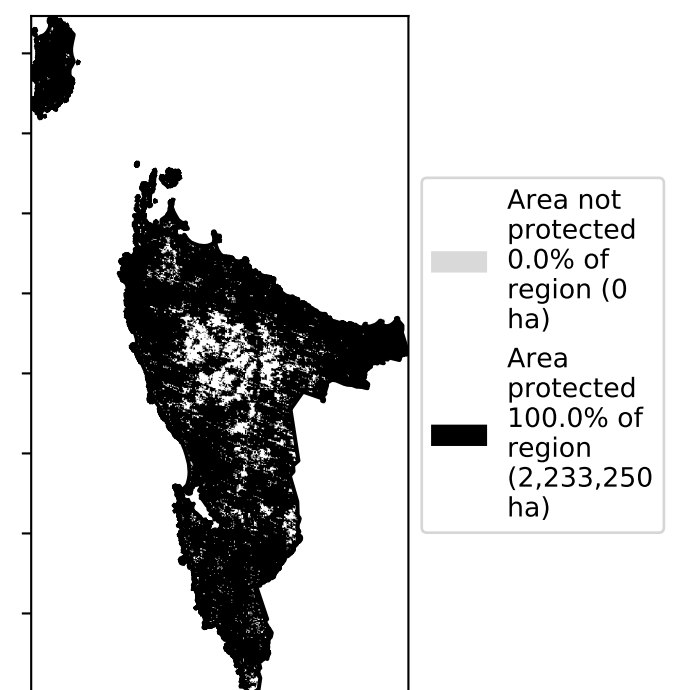 Area not
protected
0.0% of
region (0
ha)
Area
protected
100.0% of
region
(2,233,250
ha)